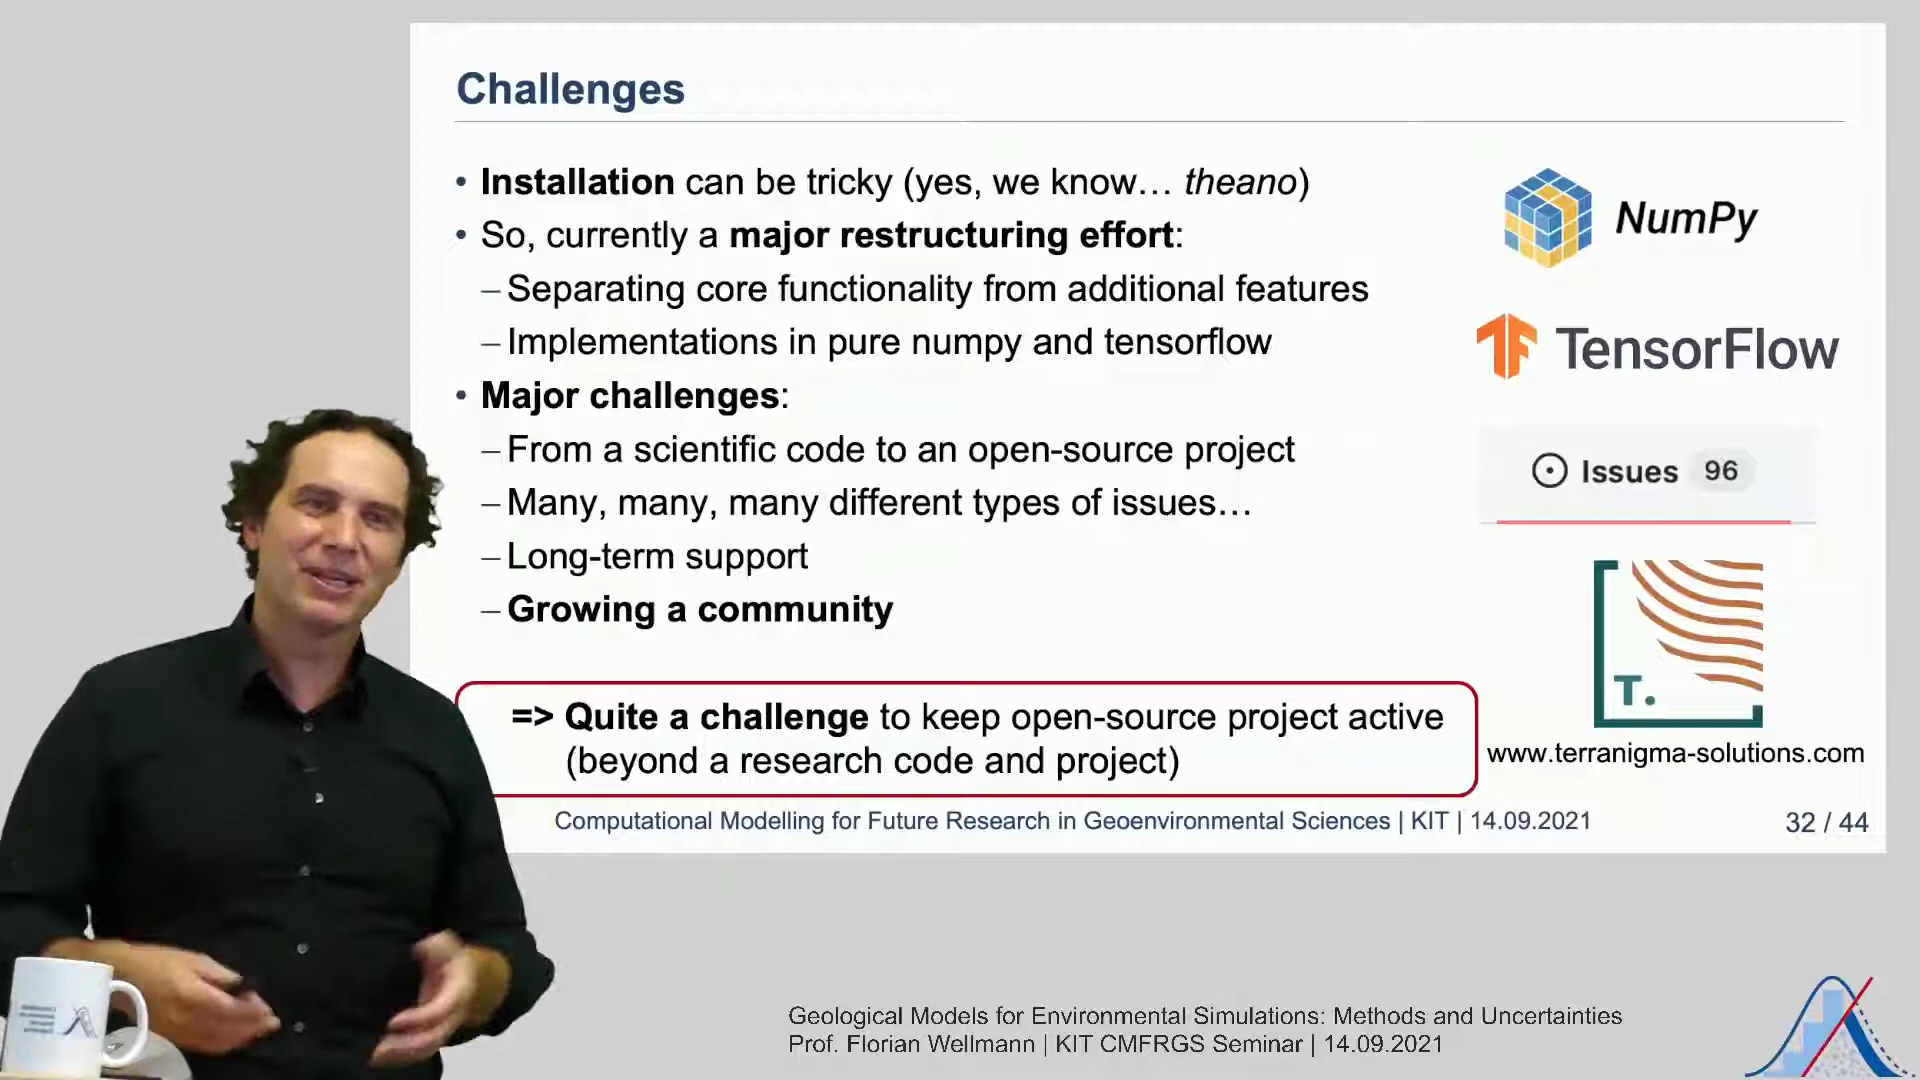 Challenges
• Installation can be tricky (yes, we know… theano)
• So, currently a major restructuring effort:
– Separating core functionality from additional features
– Implementations in pure numpy and tensorflow
• Major challenges:
– From a scientific code to an open-source project
– Many, many, many different types of issues…
– Long-term support
– Growing a community
=> Quite a challenge to keep open-source project active
(beyond a research code and project)
NumPy
TensorFlow
Issues 96
T.
www.terranigma-solutions.com
Computational Modelling for Future Research in Geoenvironmental Sciences | KIT | 14.09.2021
32 / 44
Geological Models for Environmental Simulations: Methods and Uncertainties
Prof. Florian Wellmann | KIT CMFRGS Seminar | 14.09.2021